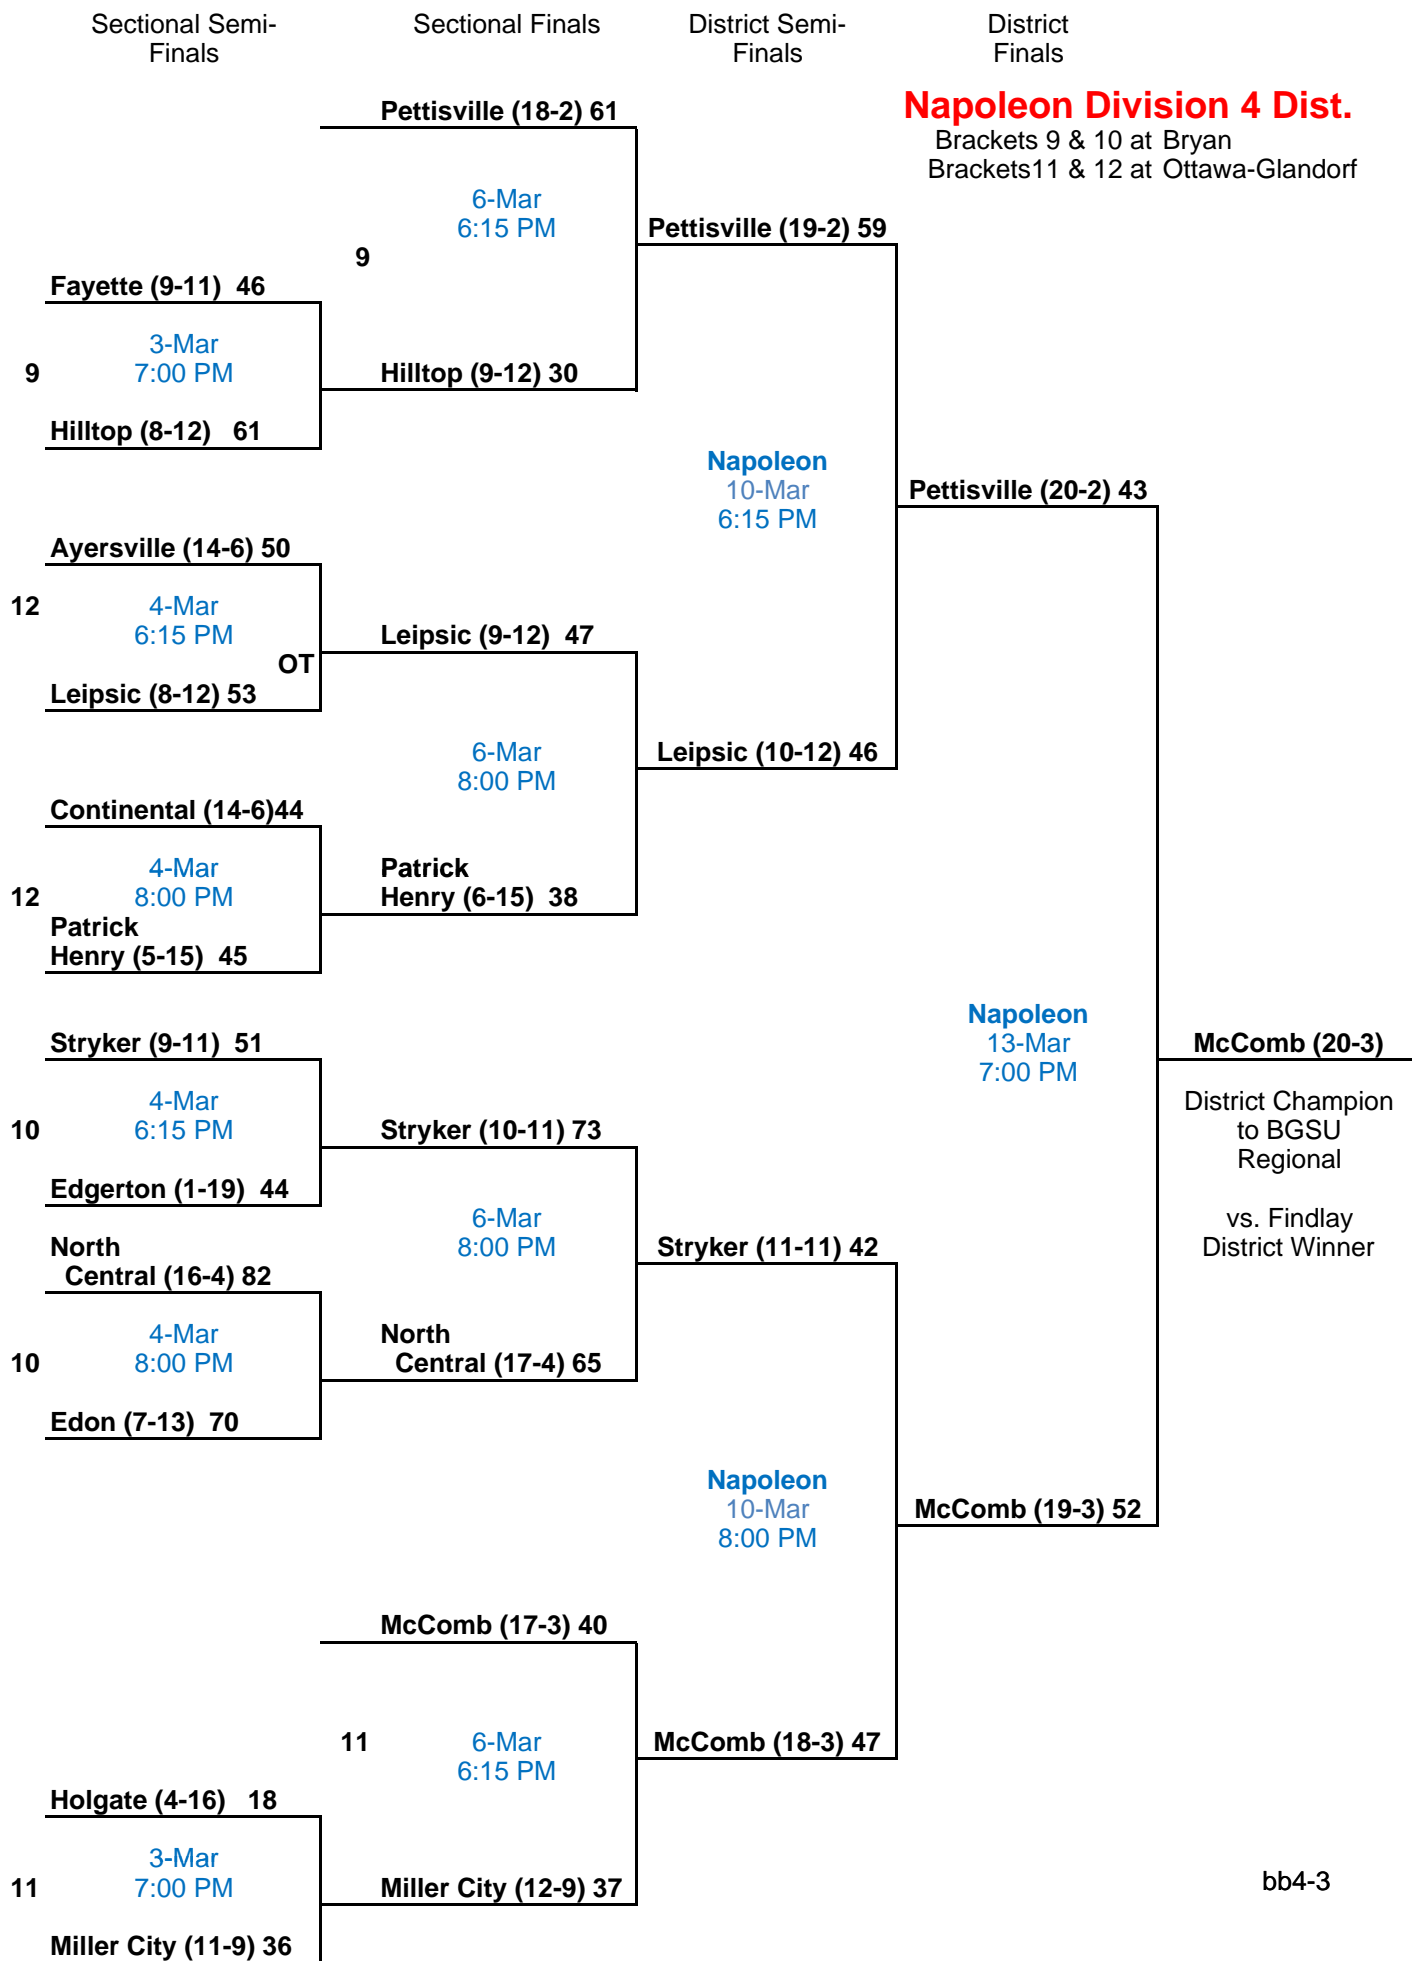 Sectional Semi-
Finals
Sectional Finals
District Semi-
Finals
District
Finals
Napoleon Division 4 Dist.
Brackets 9 & 10 at Bryan
Brackets11 & 12 at Ottawa-Glandorf
Pettisville (18-2) 61
6-Mar
6:15 PM
Pettisville (19-2) 59
9
Fayette (9-11) 46
3-Mar
9 7:00 PM
Hilltop (9-12) 30
Hilltop (8-12) 61
Napoleon
10-Mar
6:15 PM
Pettisville (20-2) 43
Ayersville (14-6) 50
12 4-Mar
6:15 PM
Leipsic (9-12) 47
OT
Leipsic (8-12) 53
6-Mar
8:00 PM
Leipsic (10-12) 46
Continental (14-6)44
4-Mar
12 8:00 PM
Patrick
Henry (6-15) 38
Patrick
Henry (5-15) 45
Napoleon
13-Mar
7:00 PM
McComb (20-3)
District Champion
to BGSU
Regional
vs. Findlay
District Winner
Stryker (9-11) 51
4-Mar
10 6:15 PM
Stryker (10-11) 73
Edgerton (1-19) 44
6-Mar
8:00 PM
Stryker (11-11) 42
North
Central (16-4) 82
4-Mar
10 8:00 PM
North
Central (17-4) 65
Edon (7-13) 70
Napoleon
10-Mar
8:00 PM
McComb (19-3) 52
McComb (17-3) 40
11 6-Mar
6:15 PM
McComb (18-3) 47
Holgate (4-16) 18
3-Mar
11 7:00 PM
Miller City (12-9) 37
bb4-3
Miller City (11-9) 36